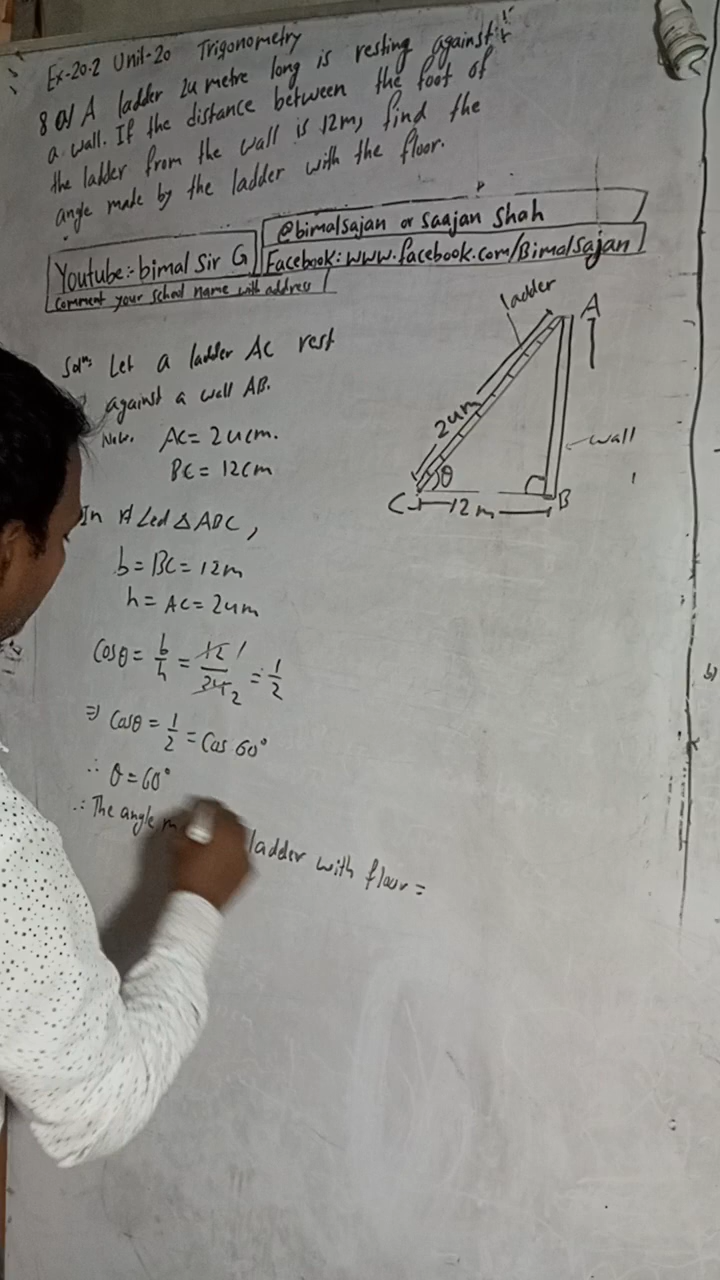 Ex-20.2 Unit-20 Trigonometry
8 a) A ladder 24 metre long is resting against
a wall. If the distance between the foot of
the ladder from the wall is 12m, find the
angle made by the ladder with the floor.
@bimalsajan or Saajan Shah
Youtube:- bimal Sir G
Facebook: www.facebook.com/Bimalsajan
Comment your School name with address
ladder
A
24m
wall
θ
C
12 m
B
Solⁿ: Let a ladder AC rest
against a wall AB.
Now, AC = 24cm.
BC = 12cm
In rt ∠ed △ ABC,
b = BC = 12m
h = AC = 24m
Cosθ = b/h = 12 1/24 2 = 1/2
⇒ Cosθ = 1/2 = Cos 60°
∴ θ = 60°
∴ The angle m ladder with floor =